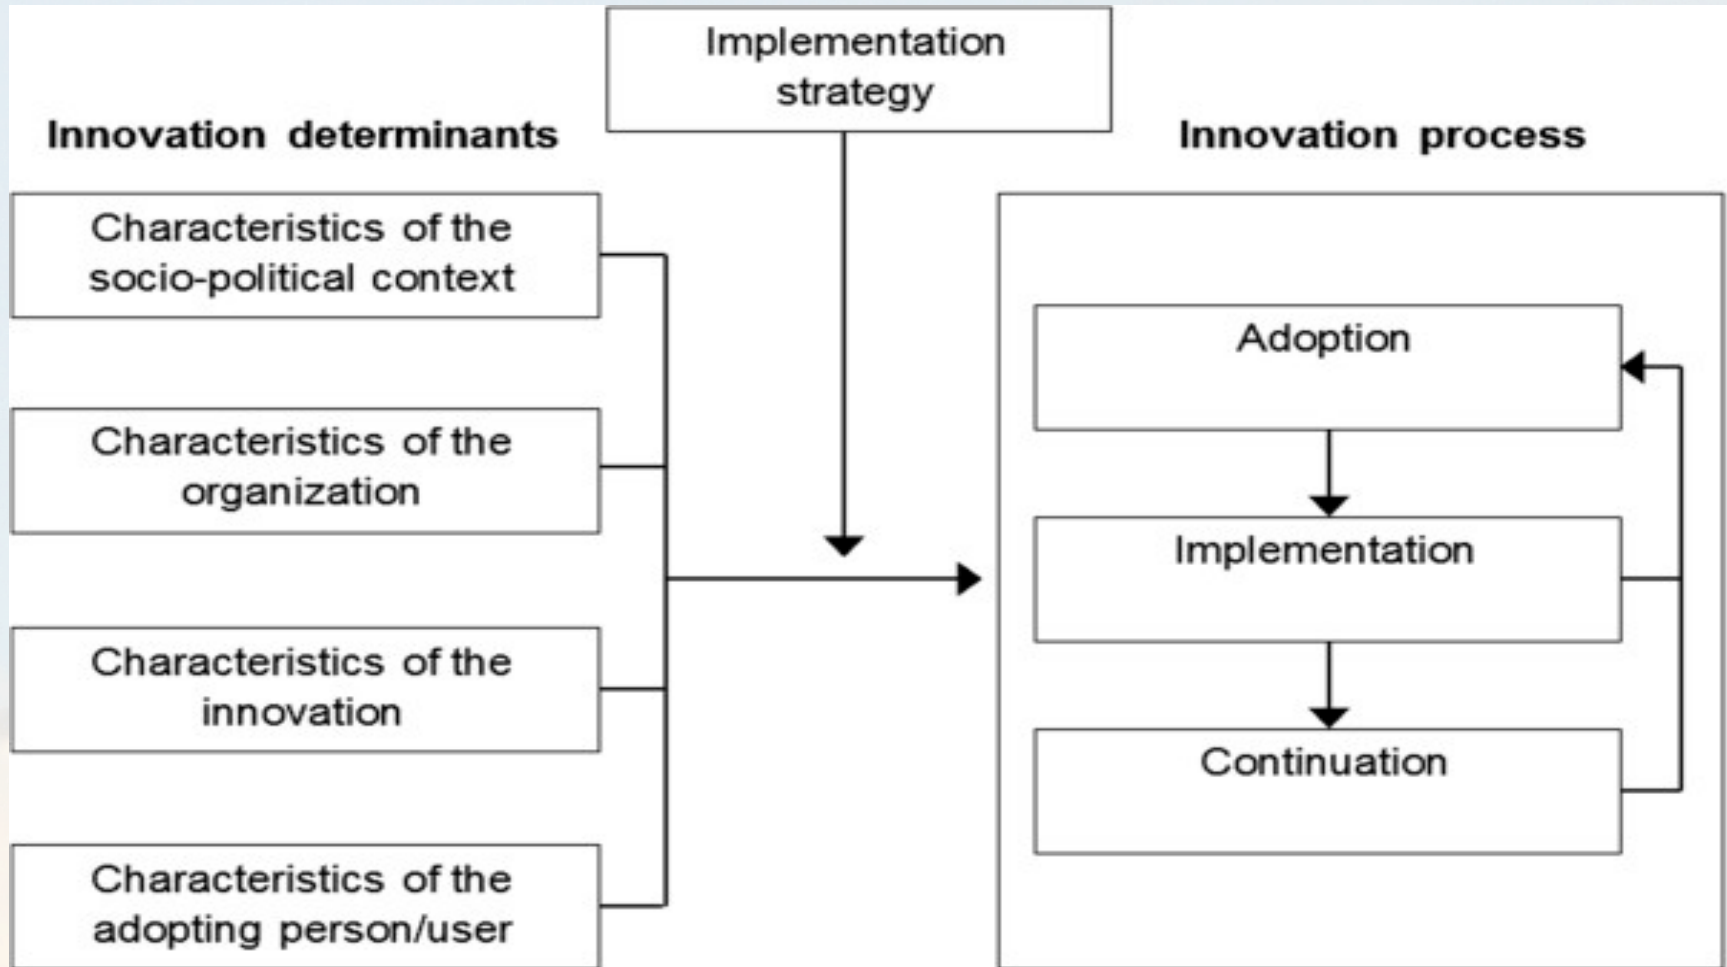 Implementation
strategy
Innovation determinants
Characteristics of the
socio-political context
Characteristics of the
organization
Characteristics of the
innovation
Characteristics of the
adopting person/user
Innovation process
Adoption
Implementation
Continuation